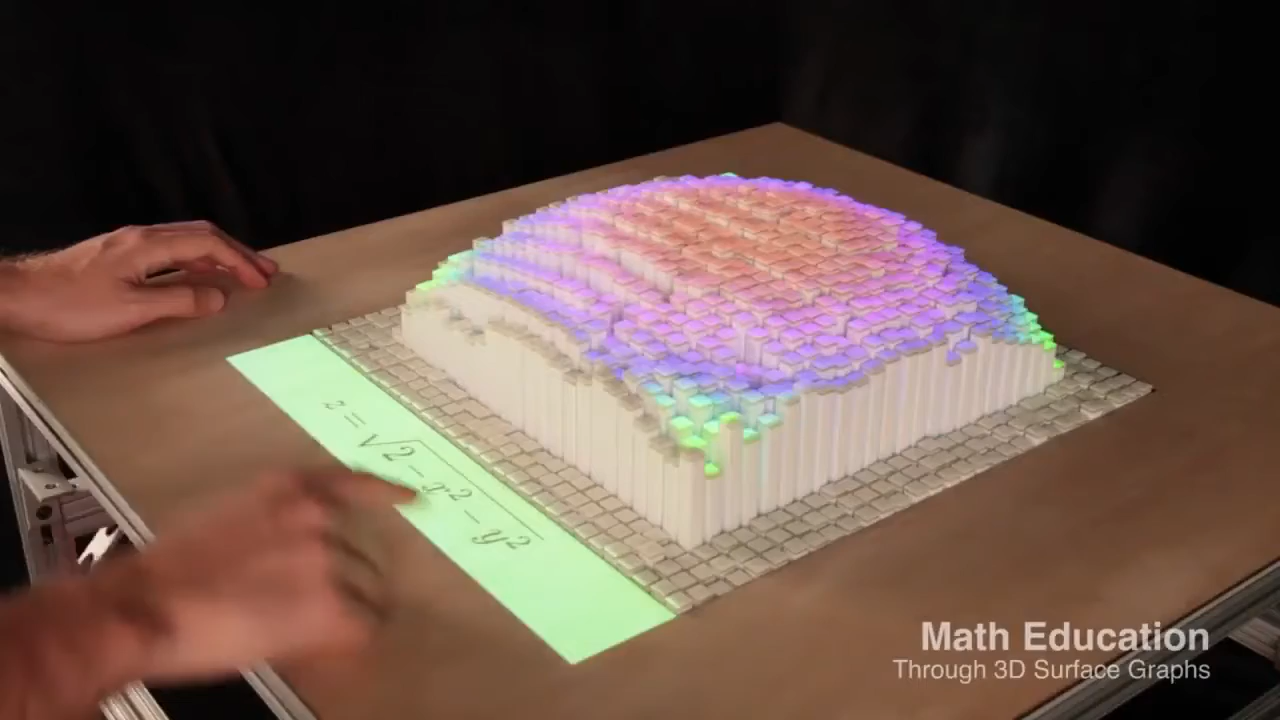 z = √2 − x² − y²
Math Education
Through 3D Surface Graphs